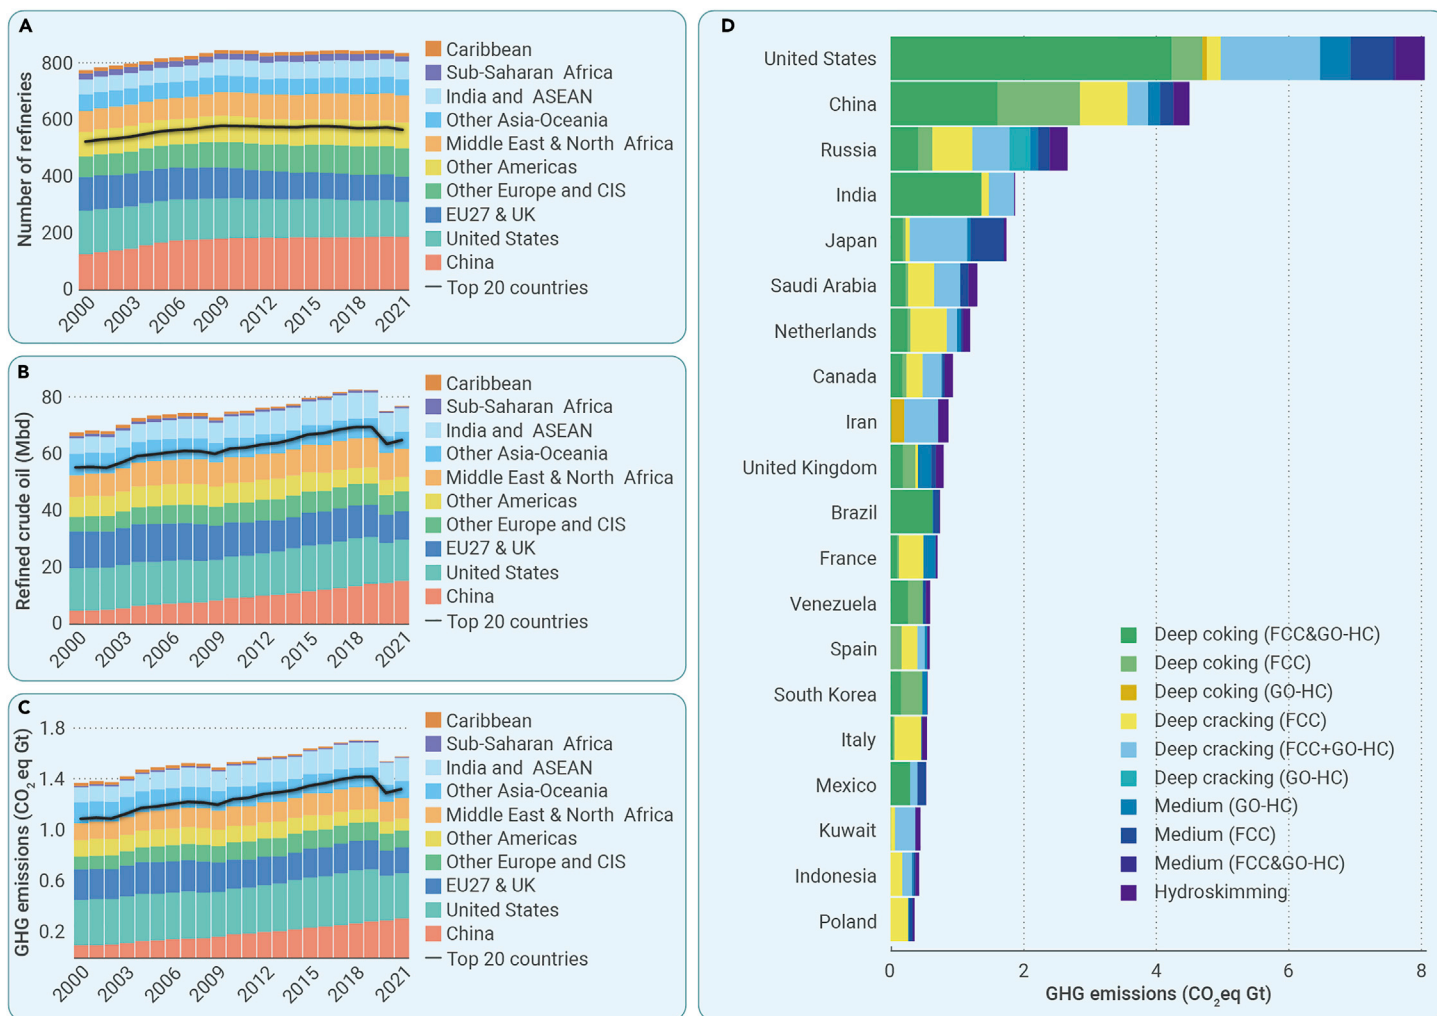 A
Number of refineries
800
600
400
200
0
2000
2003
2006
2009
2012
2015
2018
2021
Caribbean
Sub-Saharan Africa
India and ASEAN
Other Asia-Oceania
Middle East & North Africa
Other Americas
Other Europe and CIS
EU27 & UK
United States
China
Top 20 countries
B
Refined crude oil (Mbd)
80
60
40
20
0
2000
2003
2006
2009
2012
2015
2018
2021
Caribbean
Sub-Saharan Africa
India and ASEAN
Other Asia-Oceania
Middle East & North Africa
Other Americas
Other Europe and CIS
EU27 & UK
United States
China
Top 20 countries
C
GHG emissions (CO2 eq Gt)
1.8
1.4
1.0
0.6
0.2
2000
2003
2006
2009
2012
2015
2018
2021
Caribbean
Sub-Saharan Africa
India and ASEAN
Other Asia-Oceania
Middle East & North Africa
Other Americas
Other Europe and CIS
EU27 & UK
United States
China
Top 20 countries
D
United States
China
Russia
India
Japan
Saudi Arabia
Netherlands
Canada
Iran
United Kingdom
Brazil
France
Venezuela
Spain
South Korea
Italy
Mexico
Kuwait
Indonesia
Poland
Deep coking (FCC&GO-HC)
Deep coking (FCC)
Deep coking (GO-HC)
Deep cracking (FCC)
Deep cracking (FCC+GO-HC)
Deep cracking (GO-HC)
Medium (GO-HC)
Medium (FCC)
Medium (FCC&GO-HC)
Hydroskimming
0
2
4
6
8
GHG emissions (CO2eq Gt)